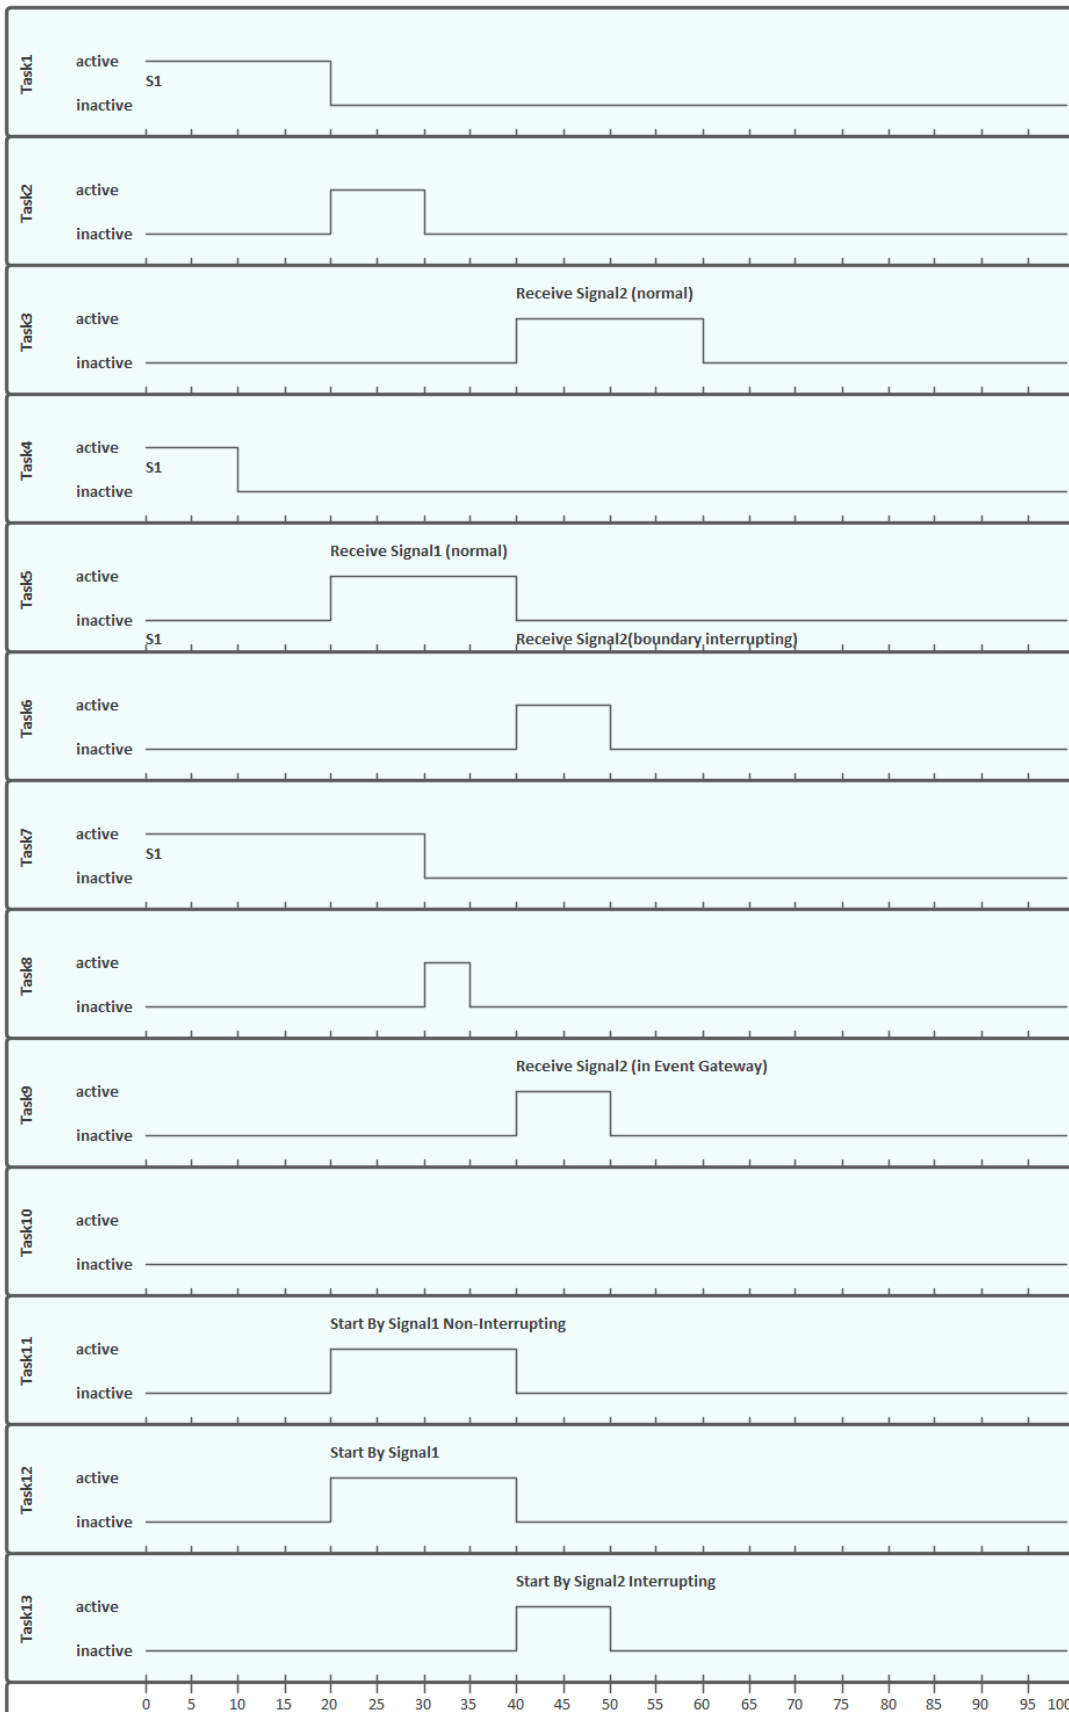 Task1
active
S1
inactive
Task2
active
inactive
Receive Signal2 (normal)
Task3
active
inactive
Task4
active
S1
inactive
Receive Signal1 (normal)
Task5
active
inactive
S1
Receive Signal2(boundary interrupting)
Task6
active
inactive
Task7
active
S1
inactive
Task8
active
inactive
Receive Signal2 (in Event Gateway)
Task9
active
inactive
Task10
active
inactive
Start By Signal1 Non-Interrupting
Task11
active
inactive
Start By Signal1
Task12
active
inactive
Start By Signal2 Interrupting
Task13
active
inactive
0 5 10 15 20 25 30 35 40 45 50 55 60 65 70 75 80 85 90 95 100